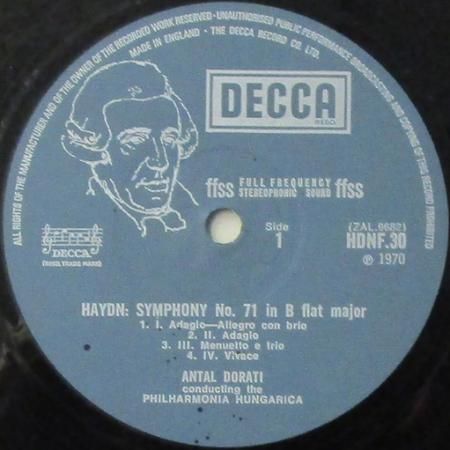 ALL RIGHTS OF THE MANUFACTURER AND OF THE OWNER OF THE RECORDED WORK RESERVED · UNAUTHORISED PUBLIC PERFORMANCE BROADCASTING AND COPYING OF THIS RECORD PROHIBITED
MADE IN ENGLAND · THE DECCA RECORD CO. LTD.
DECCA
REGD.
ffss FULL FREQUENCY STEREOPHONIC SOUND ffss
Side
1
(ZAL.9682)
HDNF.30
℗ 1970
DECCA
(REGD. TRADE MARK)
HAYDN: SYMPHONY No. 71 in B flat major
1. I. Adagio—Allegro con brio
2. II. Adagio
3. III. Menuetto e trio
4. IV. Vivace
ANTAL DORATI
conducting the
PHILHARMONIA HUNGARICA